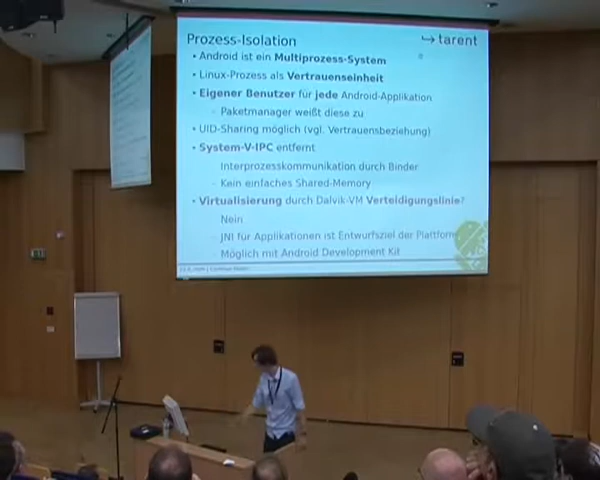 Prozess-Isolation
tarent
• Android ist ein Multiprozess-System
• Linux-Prozess als Vertrauenseinheit
• Eigener Benutzer für jede Android-Applikation
Paketmanager weißt diese zu
• UID-Sharing möglich (vgl. Vertrauensbeziehung)
• System-V-IPC entfernt
Interprozesskommunikation durch Binder
Kein einfaches Shared-Memory
• Virtualisierung durch Dalvik-VM Verteidigungslinie?
Nein
JNI für Applikationen ist Entwurfsziel der Plattform
Möglich mit Android Development Kit